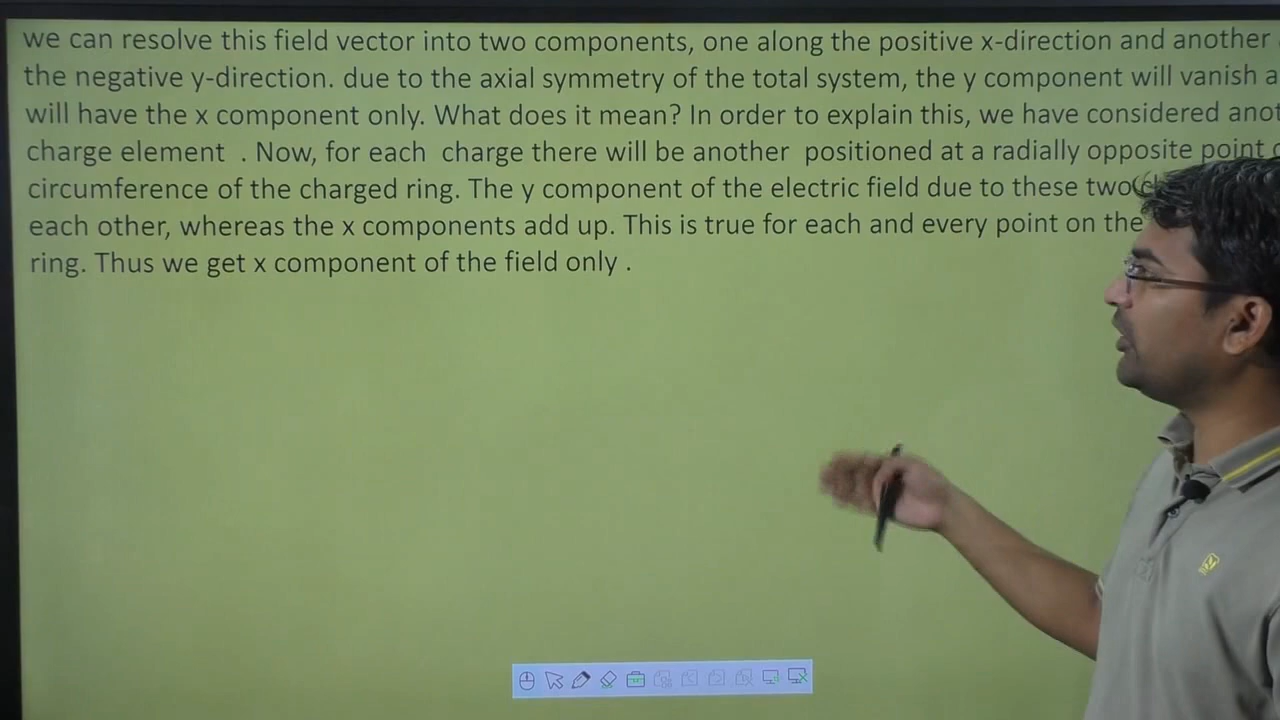 we can resolve this field vector into two components, one along the positive x-direction and another
the negative y-direction. due to the axial symmetry of the total system, the y component will vanish a
will have the x component only. What does it mean? In order to explain this, we have considered anot
charge element . Now, for each charge there will be another positioned at a radially opposite point
circumference of the charged ring. The y component of the electric field due to these two
each other, whereas the x components add up. This is true for each and every point on the
ring. Thus we get x component of the field only .